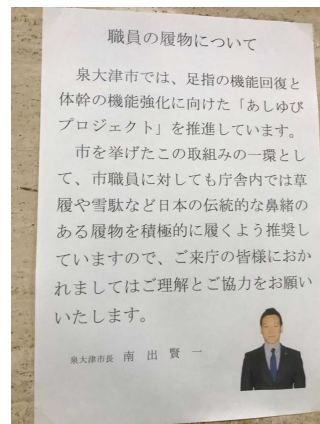 職員の履物について
　泉大津市では、足指の機能回復と
体幹の機能強化に向けた「あしゆび
プロジェクト」を推進しています。
　市を挙げたこの取組みの一環とし
て、市職員に対しても庁舎内では草
履や雪駄など日本の伝統的な鼻緒の
ある履物を積極的に履くよう推奨し
ていますので、ご来庁の皆様におか
れましてはご理解とご協力をお願い
いたします。
泉大津市長　南　出　賢　一